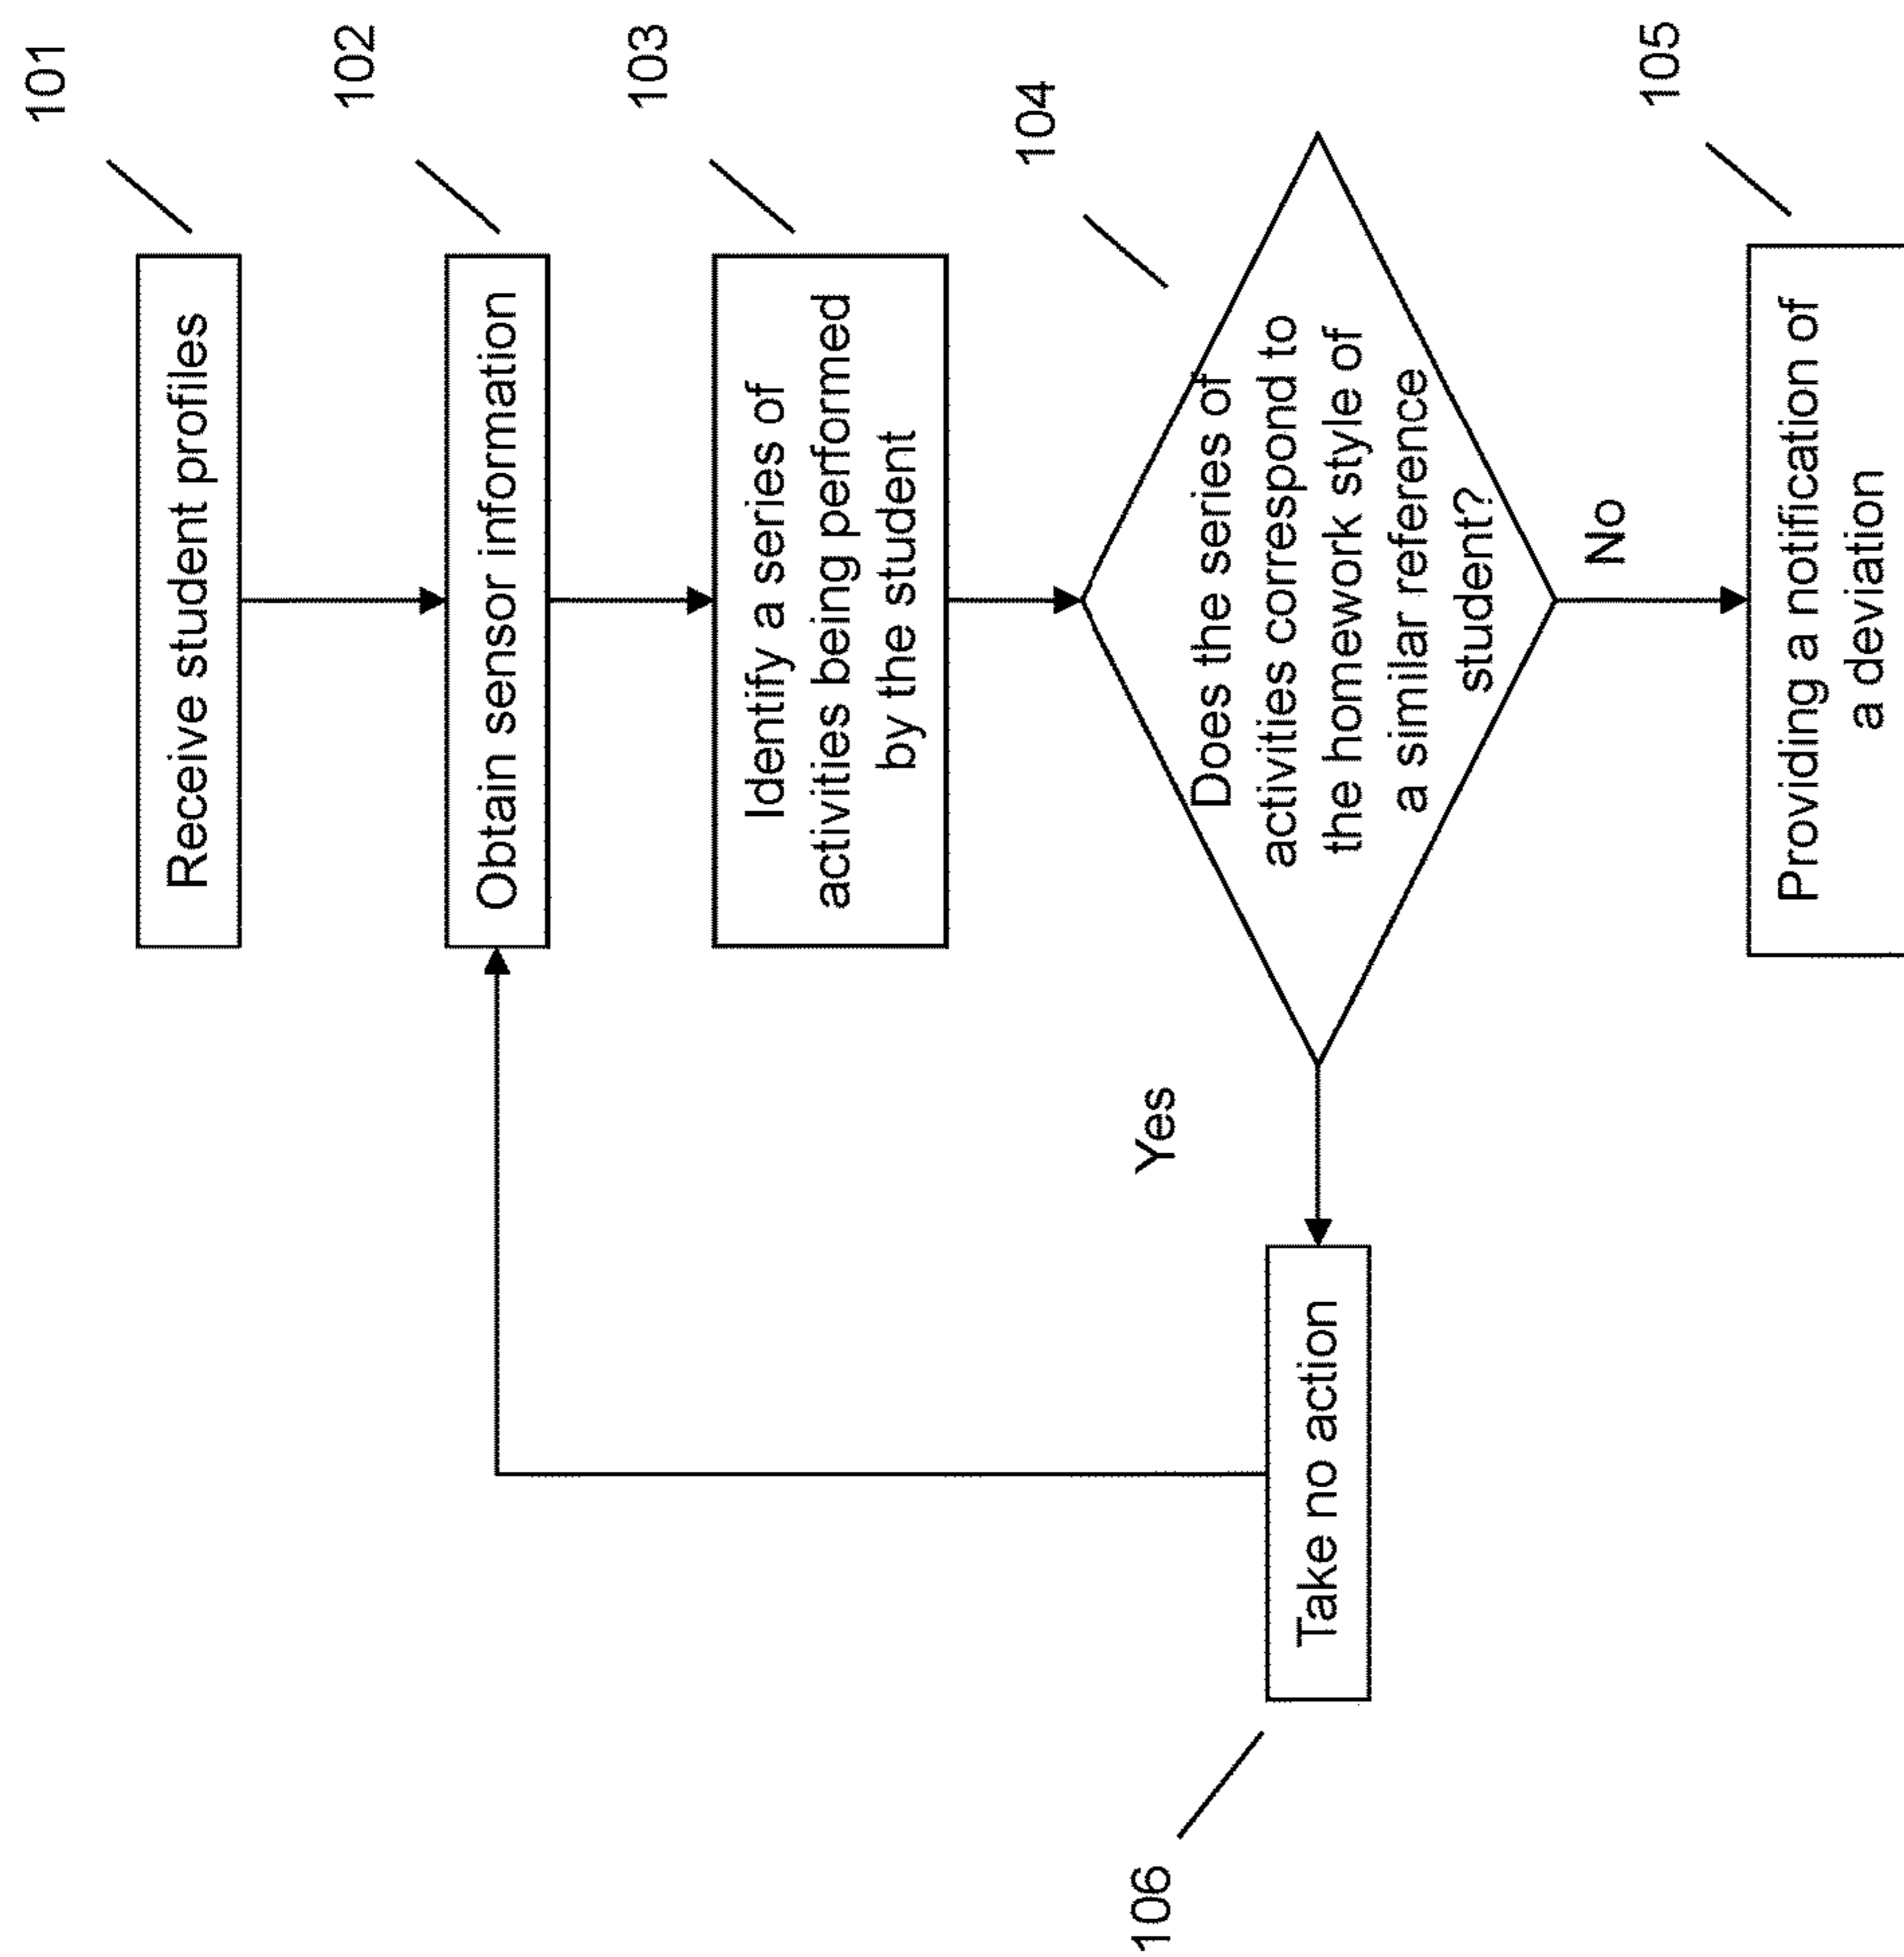 101
Receive student profiles
102
Obtain sensor information
103
Identify a series of
activities being performed
by the student
104
Does the series of
activities correspond to
the homework style of
a similar reference
student?
Yes
No
106
Take no action
105
Providing a notification of
a deviation